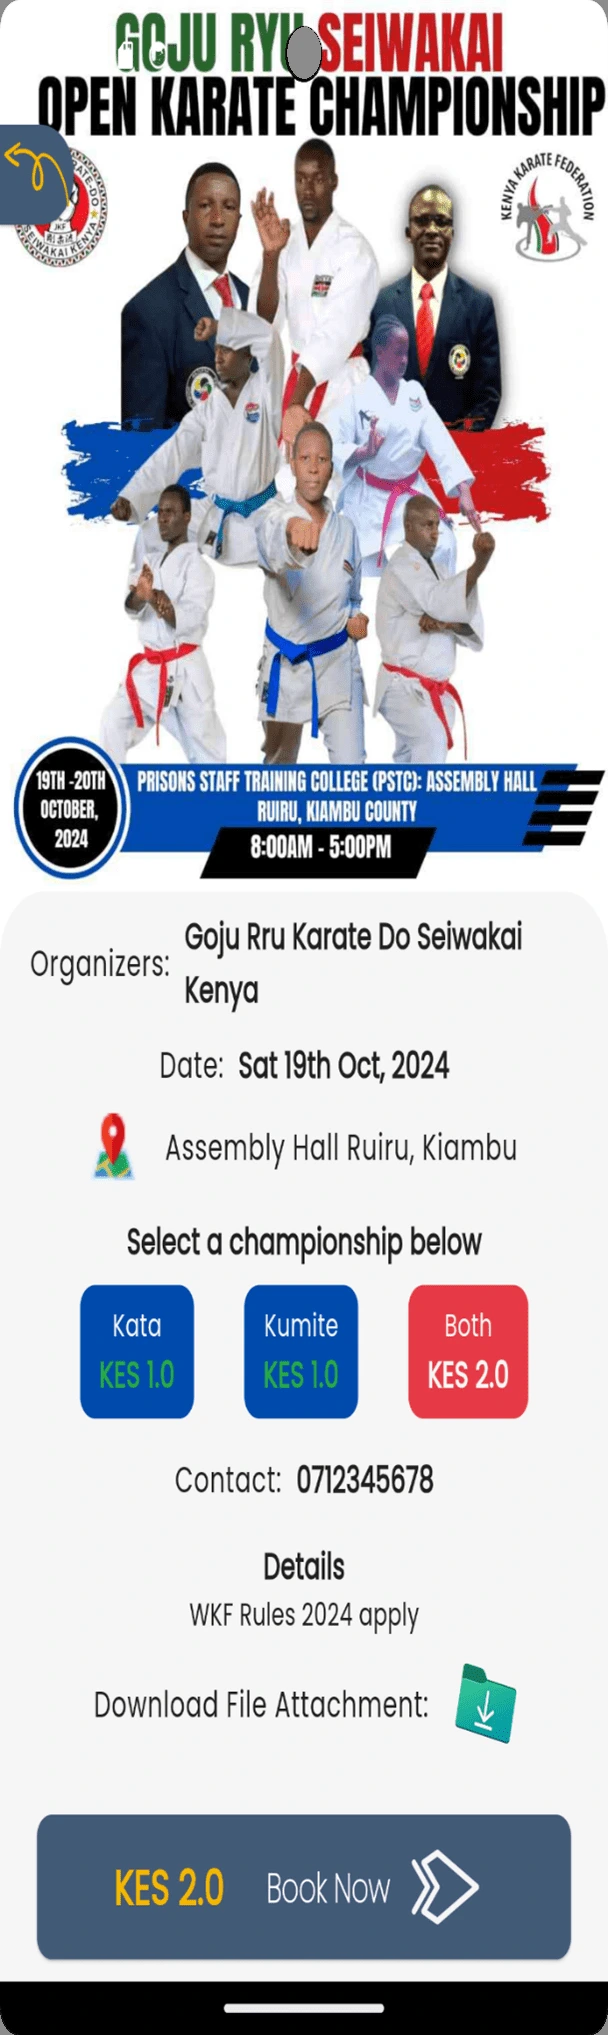 GOJU RYU SEIWAKAI
OPEN KARATE CHAMPIONSHIP
KENYA KARATE FEDERATION
JKF
SEIWAKAI KENYA
19TH -20TH
OCTOBER,
2024
PRISONS STAFF TRAINING COLLEGE (PSTC): ASSEMBLY HALL
RUIRU, KIAMBU COUNTY
8:00AM - 5:00PM
Organizers:
Goju Rru Karate Do Seiwakai
Kenya
Date: Sat 19th Oct, 2024
Assembly Hall Ruiru, Kiambu
Select a championship below
Kata Kumite Both
KES 1.0 KES 1.0 KES 2.0
Contact: 0712345678
Details
WKF Rules 2024 apply
Download File Attachment:
KES 2.0 Book Now